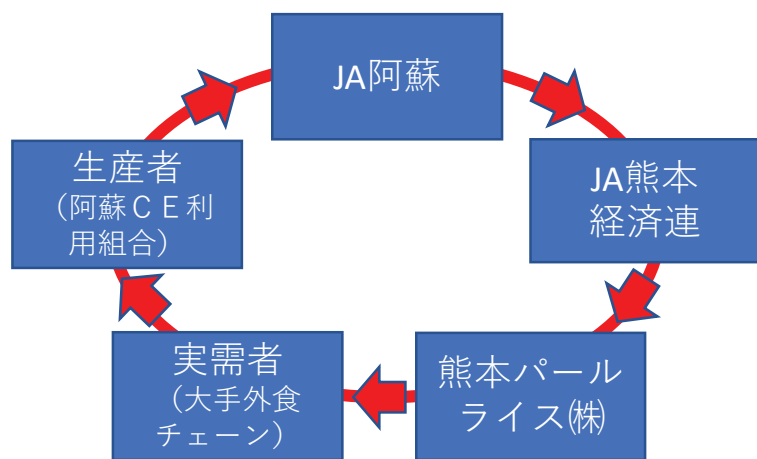 JA阿蘇
JA熊本
経済連
熊本パール
ライス㈱
実需者
（大手外食
チェーン）
生産者
（阿蘇ＣＥ利
用組合）